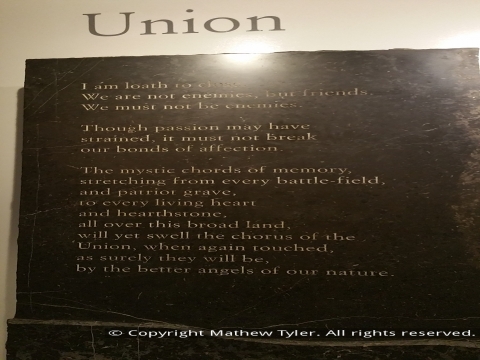 Union
I am loath to close.
We are not enemies, but friends.
We must not be enemies.
Though passion may have
strained, it must not break
our bonds of affection.
The mystic chords of memory,
stretching from every battle-field,
and patriot grave,
to every living heart
and hearthstone,
all over this broad land,
will yet swell the chorus of the
Union, when again touched,
as surely they will be,
by the better angels of our nature.
© Copyright Mathew Tyler. All rights reserved.